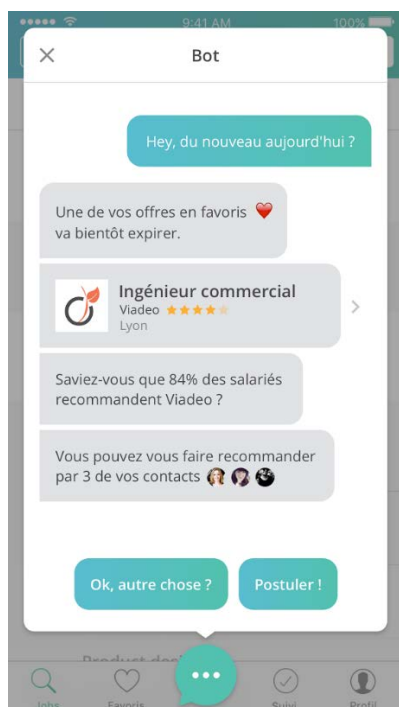 9:41 AM
100%
Bot
Hey, du nouveau aujourd'hui ?
Une de vos offres en favoris ❤️
va bientôt expirer.
Ingénieur commercial
Viadeo ★★★★★
Lyon
Saviez-vous que 84% des salariés
recommandent Viadeo ?
Vous pouvez vous faire recommander
par 3 de vos contacts
Ok, autre chose ?
Postuler !
Jobs
Favoris
Suivi
Profil